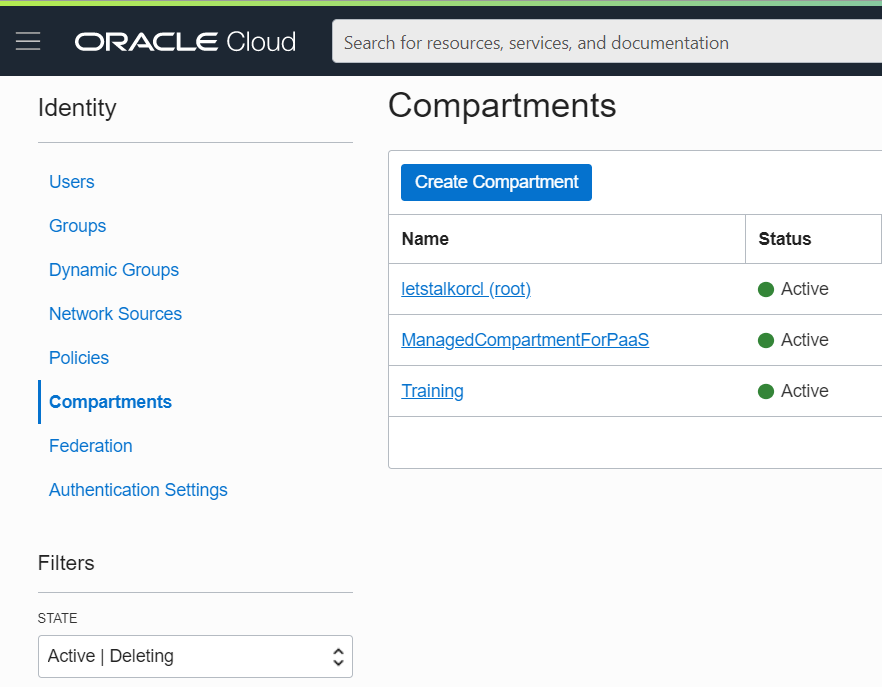 ORACLE Cloud
Search for resources, services, and documentation
Identity
Users
Groups
Dynamic Groups
Network Sources
Policies
Compartments
Federation
Authentication Settings
Filters
STATE
Active | Deleting
Compartments
Create Compartment
Name Status
letstalkorcl (root) Active
ManagedCompartmentForPaaS Active
Training Active